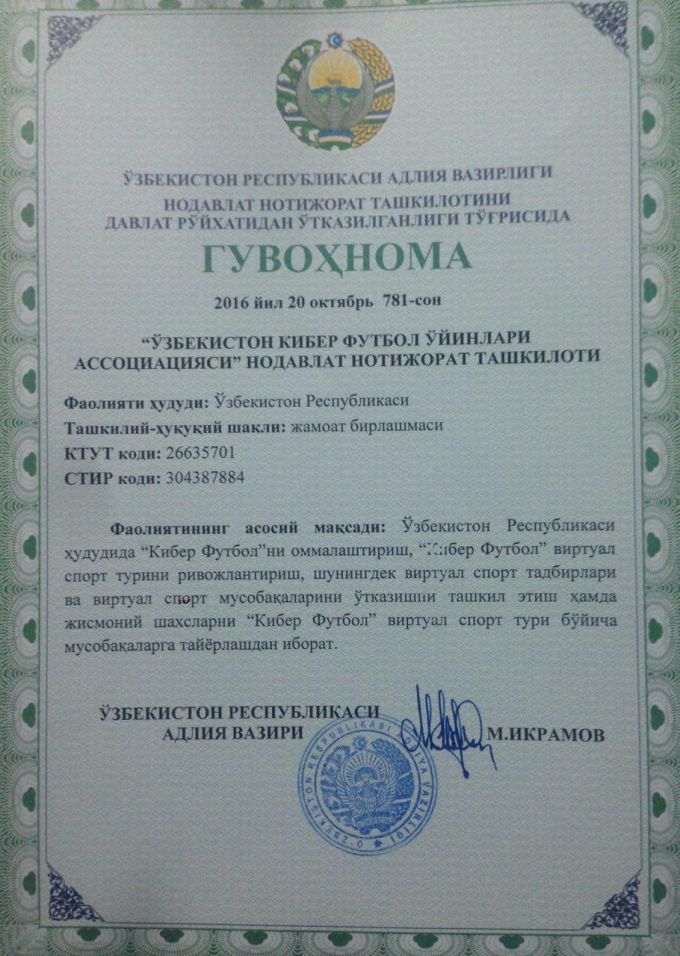 ЎЗБЕКИСТОН РЕСПУБЛИКАСИ АДЛИЯ ВАЗИРЛИГИ
НОДАВЛАТ НОТИЖОРАТ ТАШКИЛОТИНИ
ДАВЛАТ РЎЙХАТИДАН ЎТКАЗИЛГАНЛИГИ ТЎҒРИСИДА
ГУВОҲНОМА
2016 йил 20 октябрь 781-сон
“ЎЗБЕКИСТОН КИБЕР ФУТБОЛ ЎЙИНЛАРИ
АССОЦИАЦИЯСИ” НОДАВЛАТ НОТИЖОРАТ ТАШКИЛОТИ
Фаолияти ҳудуди: Ўзбекистон Республикаси
Ташкилий-ҳуқуқий шакли: жамоат бирлашмаси
КТУТ коди: 26635701
СТИР коди: 304387884
Фаолиятининг асосий мақсади: Ўзбекистон Республикаси
ҳудудида “Кибер Футбол”ни оммалаштириш, “Кибер Футбол” виртуал
спорт турини ривожлантириш, шунингдек виртуал спорт тадбирлари
ва виртуал спорт мусобақаларини ўтказишни ташкил этиш ҳамда
жисмоний шахсларни “Кибер Футбол” виртуал спорт тури бўйича
мусобақаларга тайёрлашдан иборат.
ЎЗБЕКИСТОН РЕСПУБЛИКАСИ
АДЛИЯ ВАЗИРИ
М.ИКРАМОВ
O‘ZBEKISTON RESPUBLIKASI ADLIYA VAZIRLIGI